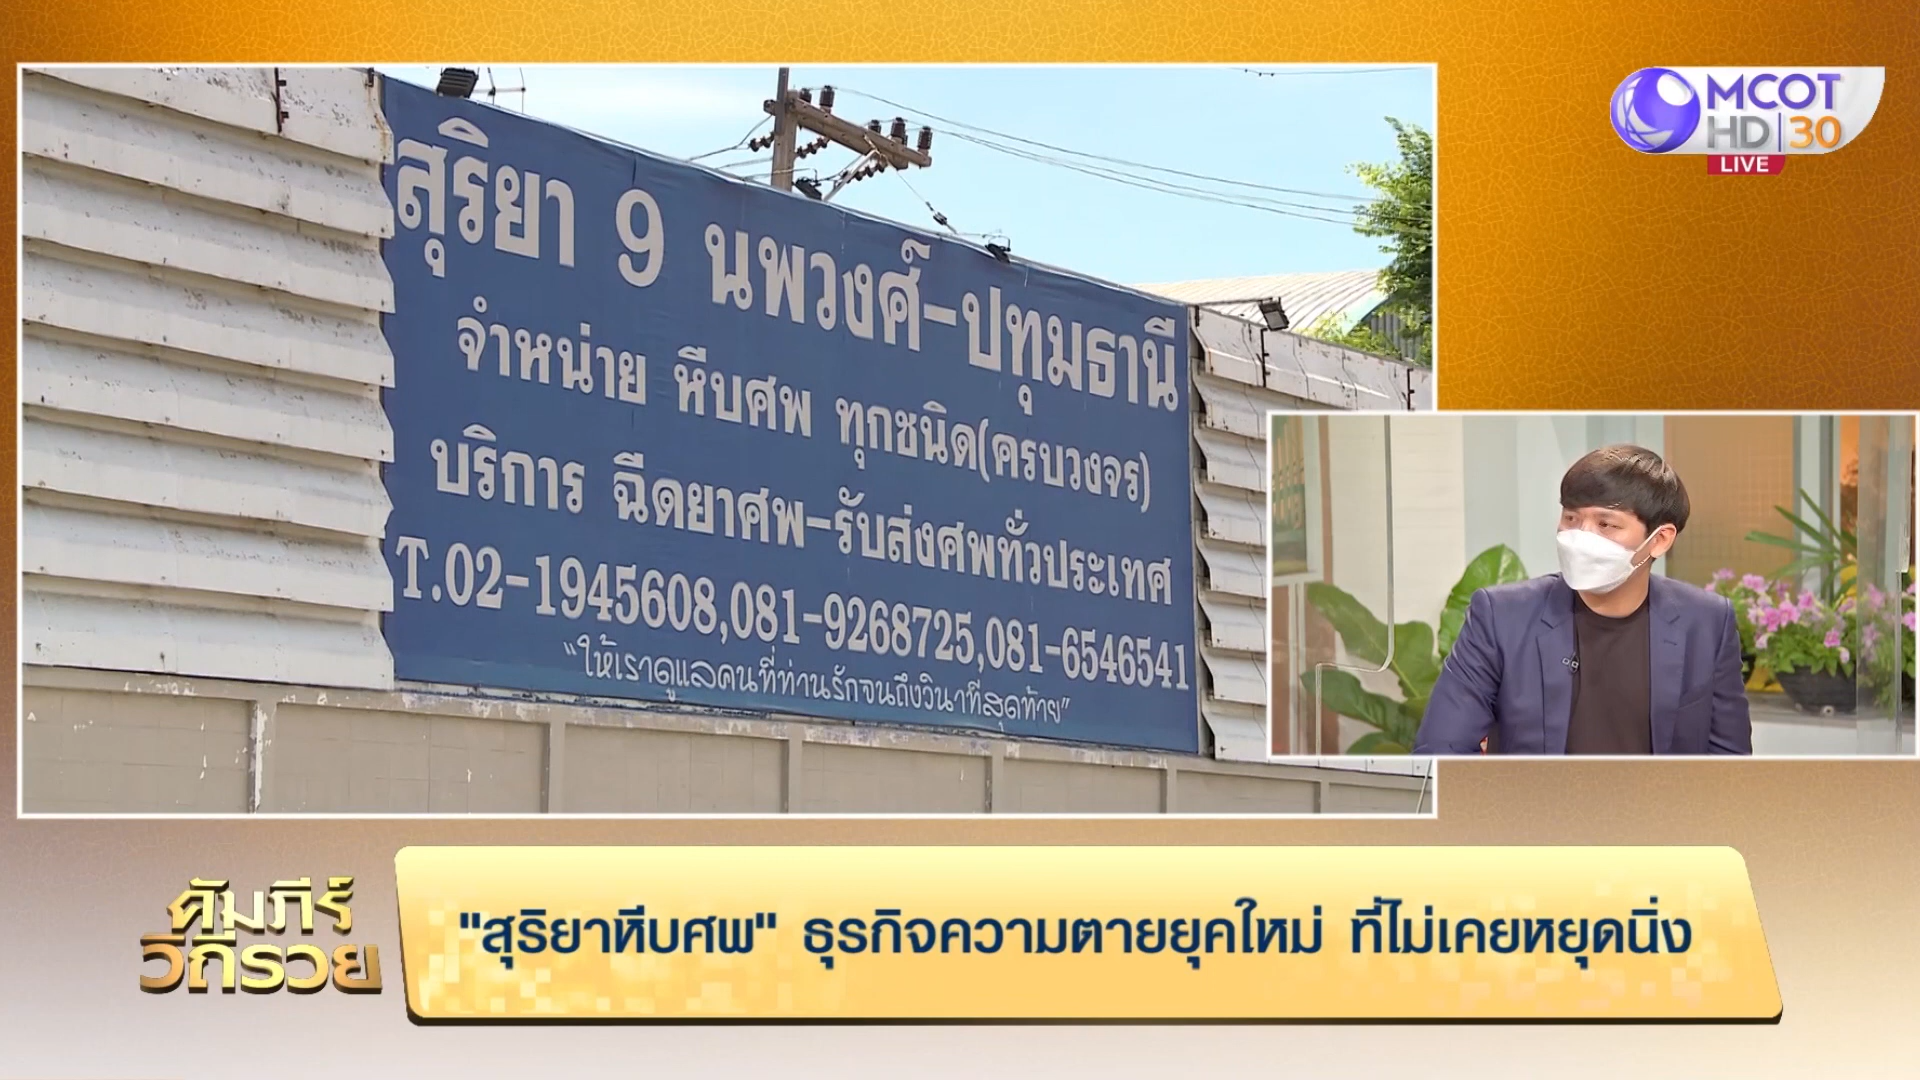 สุริยา 9 นพวงศ์-ปทุมธานี
จำหน่าย หีบศพ ทุกชนิด(ครบวงจร)
บริการ ฉีดยาศพ-รับส่งศพทั่วประเทศ
T.02-1945608,081-9268725,081-6546541
"ให้เราดูแลคนที่ท่านรักจนถึงวินาทีสุดท้าย"
MCOT
HD 30
LIVE
คัมภีร์
วิถีรวย
"สุริยาหีบศพ" ธุรกิจความตายยุคใหม่ ที่ไม่เคยหยุดนิ่ง